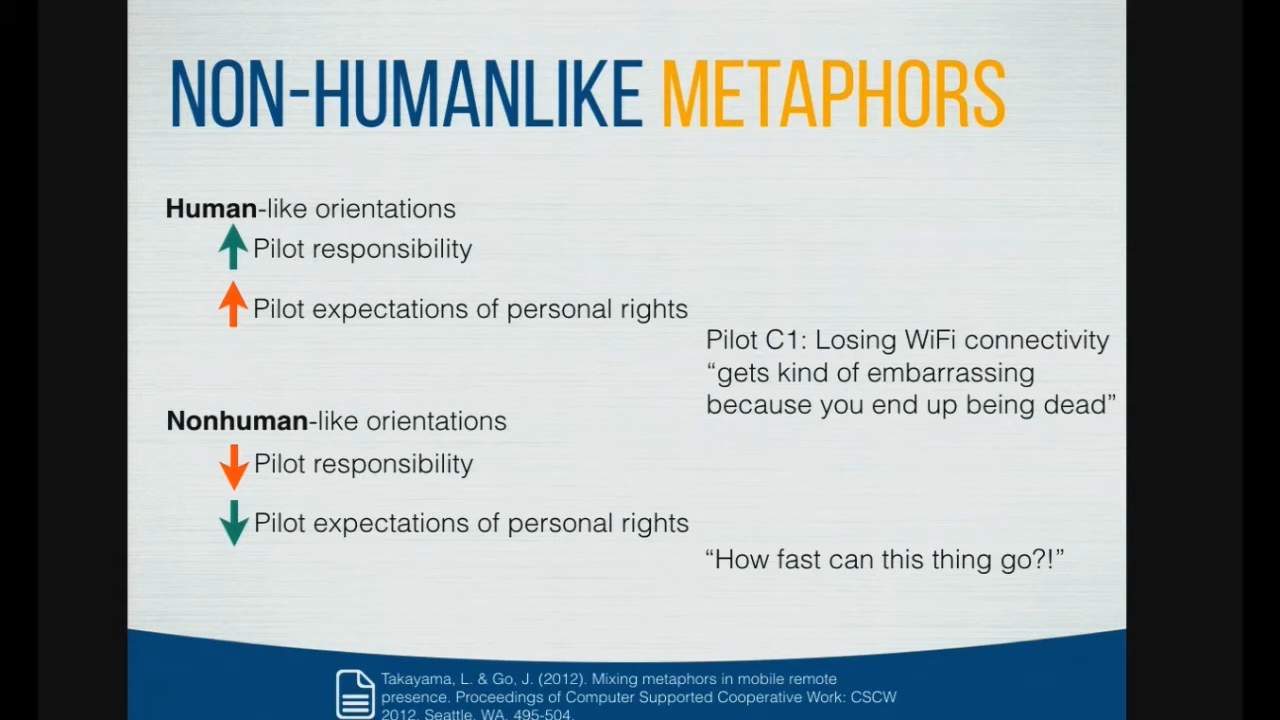 NON-HUMANLIKE METAPHORS
Human-like orientations
Pilot responsibility
Pilot expectations of personal rights
Pilot C1: Losing WiFi connectivity
“gets kind of embarrassing
because you end up being dead”
Nonhuman-like orientations
Pilot responsibility
Pilot expectations of personal rights
“How fast can this thing go?!”
Takayama, L. & Go, J. (2012). Mixing metaphors in mobile remote
presence. Proceedings of Computer Supported Cooperative Work: CSCW
2012, Seattle, WA, 495-504.